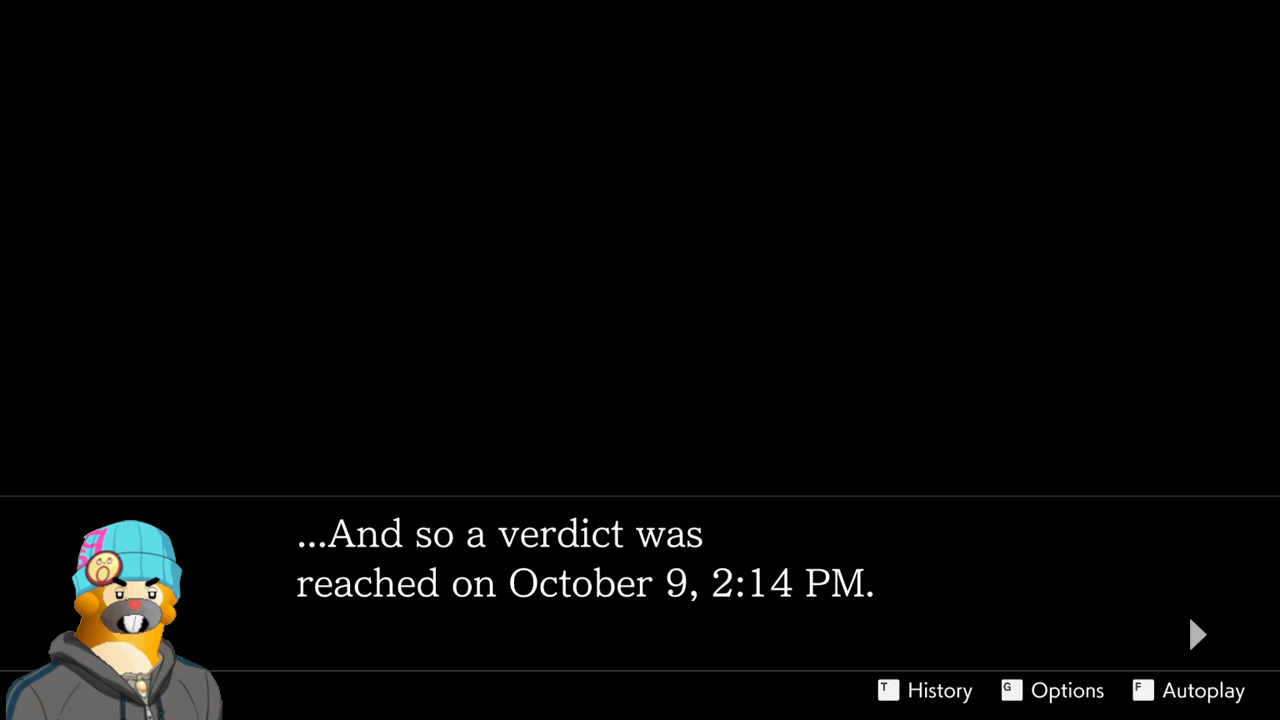 ...And so a verdict was
reached on October 9, 2:14 PM.
T History G Options F Autoplay